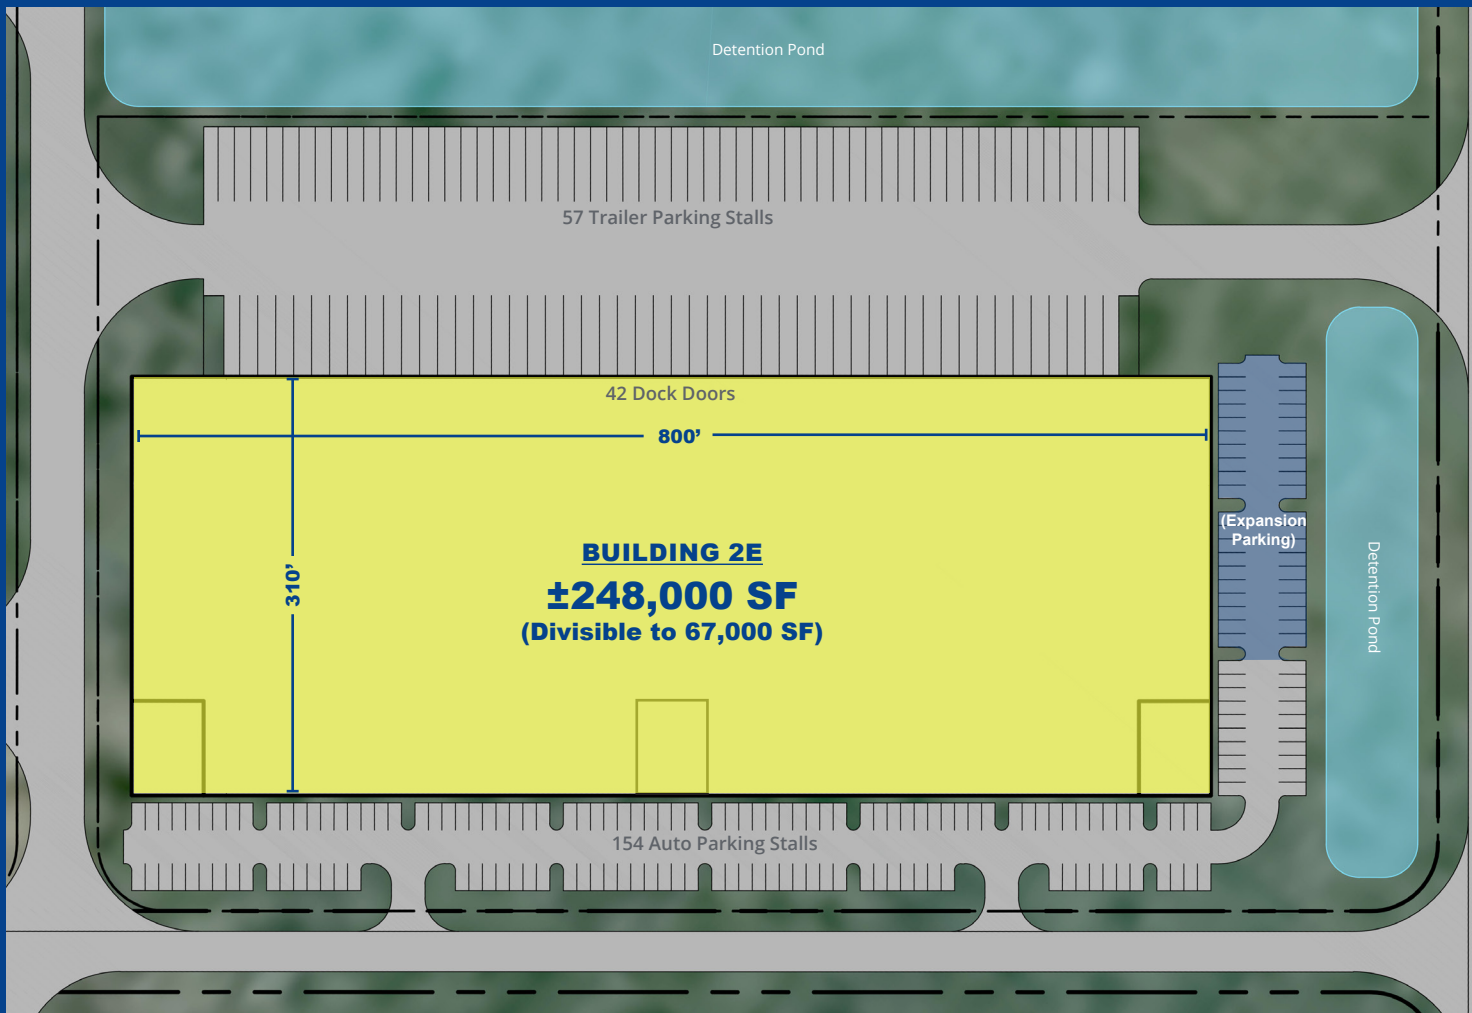 Detention Pond
57 Trailer Parking Stalls
42 Dock Doors
800’
310’
BUILDING 2E
±248,000 SF
(Divisible to 67,000 SF)
(Expansion
Parking)
Detention Pond
154 Auto Parking Stalls